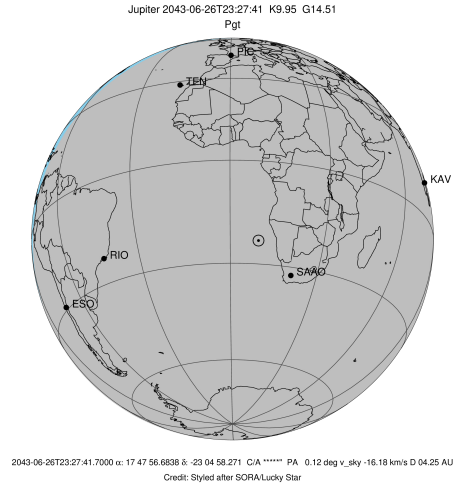 Jupiter 2043-06-26T23:27:41 K9.95 G14.51
Pgt
PIC
TEN
KAV
RIO
SAAO
ESO
2043-06-26T23:27:41.7000 α: 17 47 56.6838 δ: -23 04 58.271 C/A *****" PA 0.12 deg v_sky -16.18 km/s D 04.25 AU
Credit: Styled after SORA/Lucky Star